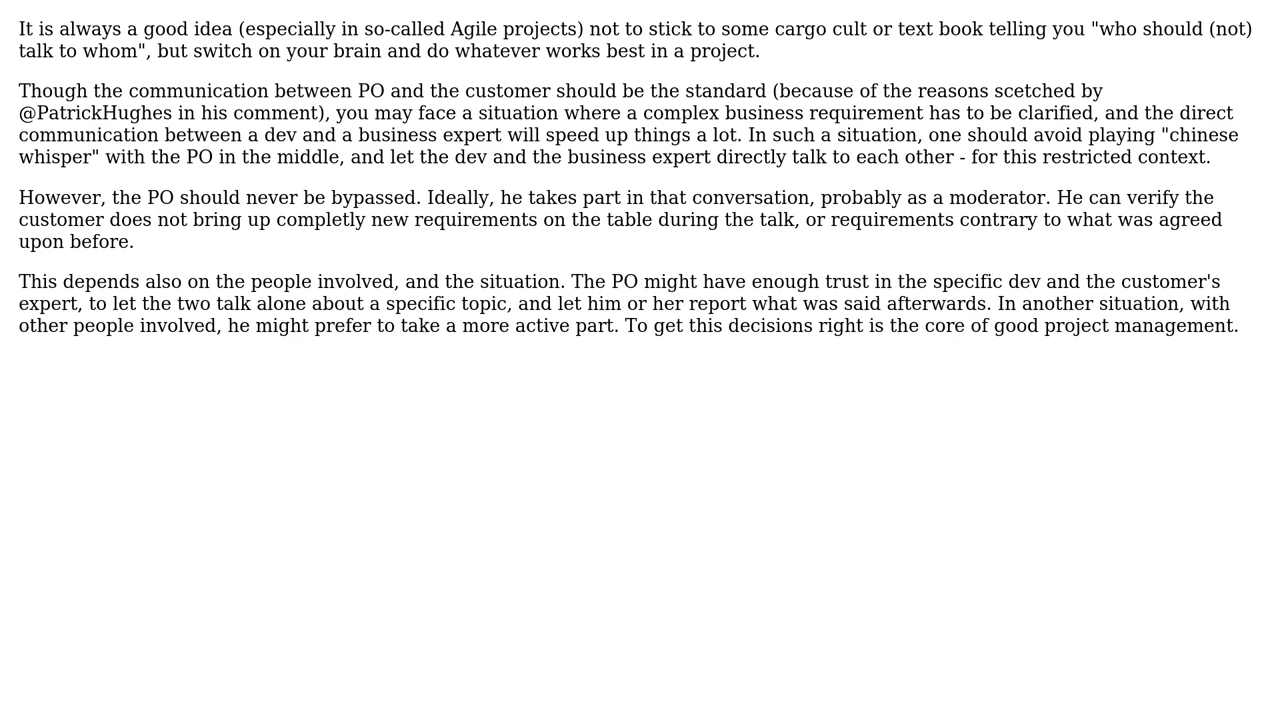 It is always a good idea (especially in so-called Agile projects) not to stick to some cargo cult or text book telling you "who should (not)
talk to whom", but switch on your brain and do whatever works best in a project.
Though the communication between PO and the customer should be the standard (because of the reasons scetched by
@PatrickHughes in his comment), you may face a situation where a complex business requirement has to be clarified, and the direct
communication between a dev and a business expert will speed up things a lot. In such a situation, one should avoid playing "chinese
whisper" with the PO in the middle, and let the dev and the business expert directly talk to each other - for this restricted context.
However, the PO should never be bypassed. Ideally, he takes part in that conversation, probably as a moderator. He can verify the
customer does not bring up completly new requirements on the table during the talk, or requirements contrary to what was agreed
upon before.
This depends also on the people involved, and the situation. The PO might have enough trust in the specific dev and the customer's
expert, to let the two talk alone about a specific topic, and let him or her report what was said afterwards. In another situation, with
other people involved, he might prefer to take a more active part. To get this decisions right is the core of good project management.